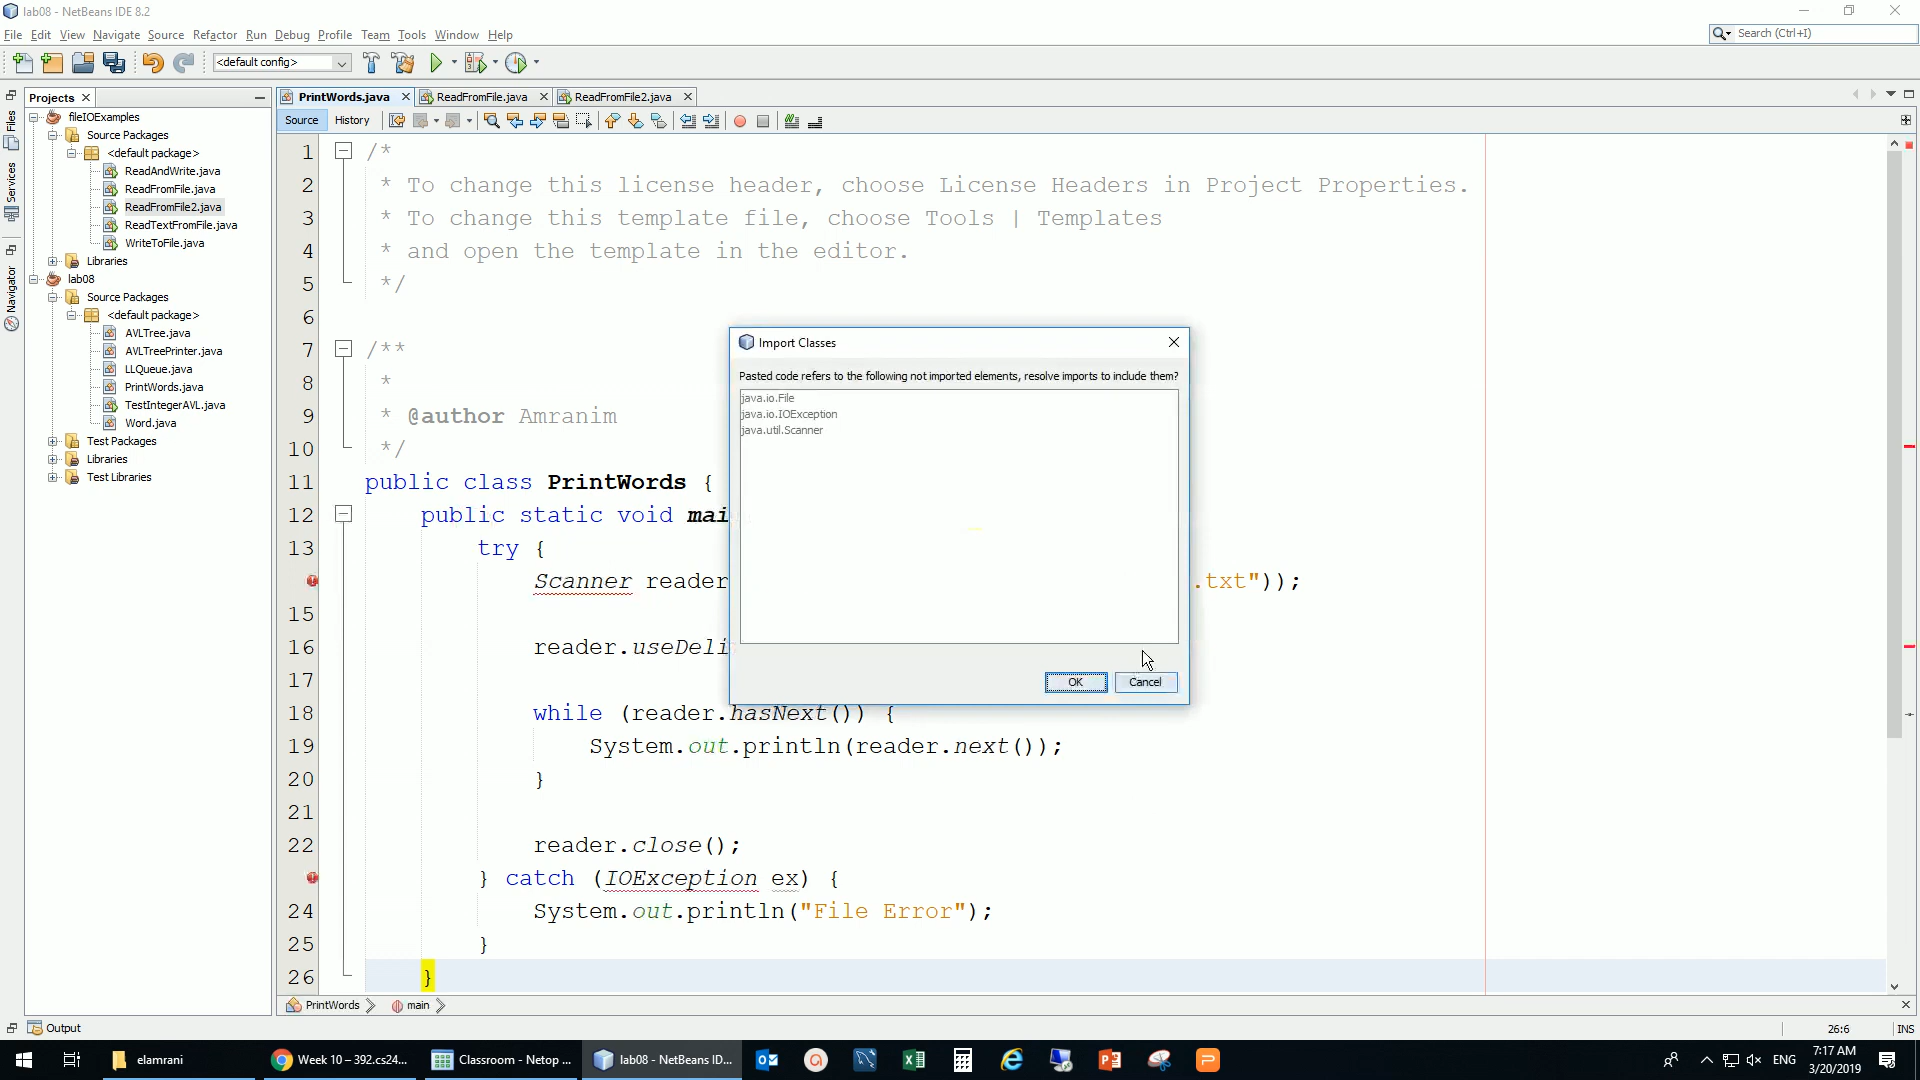 lab08 - NetBeans IDE 8.2
File Edit View Navigate Source Refactor Run Debug Profile Team Tools Window Help
Search (Ctrl+I)
<default config>
Projects
PrintWords.java
ReadFromFile.java
ReadFromFile2.java
Source
History
Files
Services
Navigator
fileIOExamples
Source Packages
<default package>
ReadAndWrite.java
ReadFromFile.java
ReadFromFile2.java
ReadTextFromFile.java
WriteToFile.java
Libraries
lab08
Source Packages
<default package>
AVLTree.java
AVLTreePrinter.java
LLQueue.java
PrintWords.java
TestIntegerAVL.java
Word.java
Test Packages
Libraries
Test Libraries
1 /*
2 * To change this license header, choose License Headers in Project Properties.
3 * To change this template file, choose Tools | Templates
4 * and open the template in the editor.
5 */
6
7 /**
8 *
9 * @author Amranim
10 */
11 public class PrintWords {
12 public static void mai
13 try {
Scanner reader .txt"));
15
16 reader.useDeli
17
18 while (reader.hasNext()) {
19 System.out.println(reader.next());
20 }
21
22 reader.close();
} catch (IOException ex) {
24 System.out.println("File Error");
25 }
26 }
Import Classes
Pasted code refers to the following not imported elements, resolve imports to include them?
java.io.File
java.io.IOException
java.util.Scanner
OK
Cancel
PrintWords
main
Output
26:6
INS
elamrani
Week 10 – 392.cs24...
Classroom - Netop ...
lab08 - NetBeans ID...
ENG
7:17 AM
3/20/2019